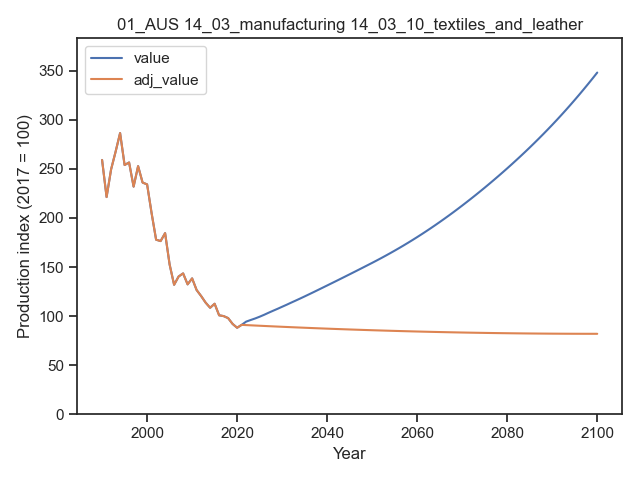 01_AUS 14_03_manufacturing 14_03_10_textiles_and_leather
value
adj_value
Production index (2017 = 100)
350
300
250
200
150
100
50
0
2000 2020 2040 2060 2080 2100
Year